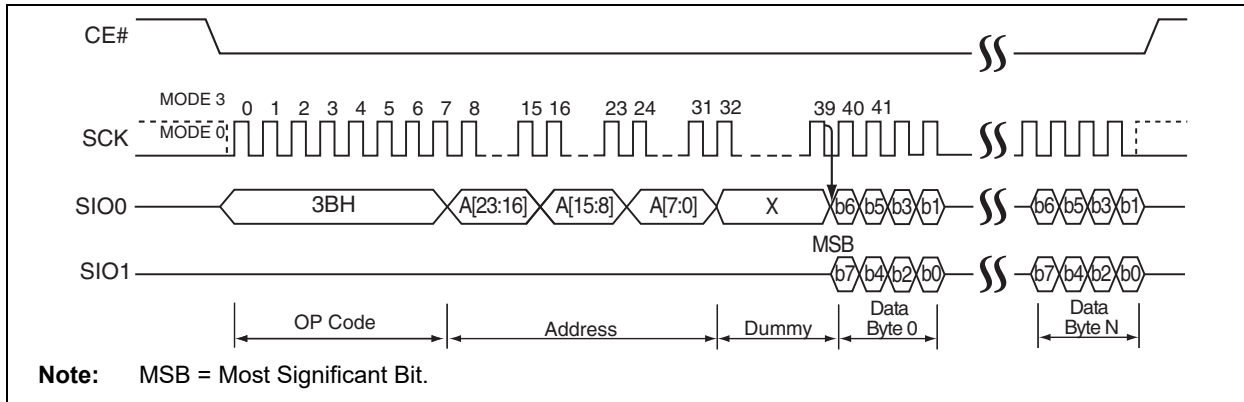 CE#
MODE 3
0 1 2 3 4 5 6 7 8 15 16 23 24 31 32 39 40 41
SCK MODE 0
SIO0 3BH A[23:16] A[15:8] A[7:0] X b6 b5 b3 b1 b6 b5 b3 b1
MSB
SIO1 b7 b4 b2 b0 b7 b4 b2 b0
OP Code Address Dummy Data Byte 0 Data Byte N
Note: MSB = Most Significant Bit.